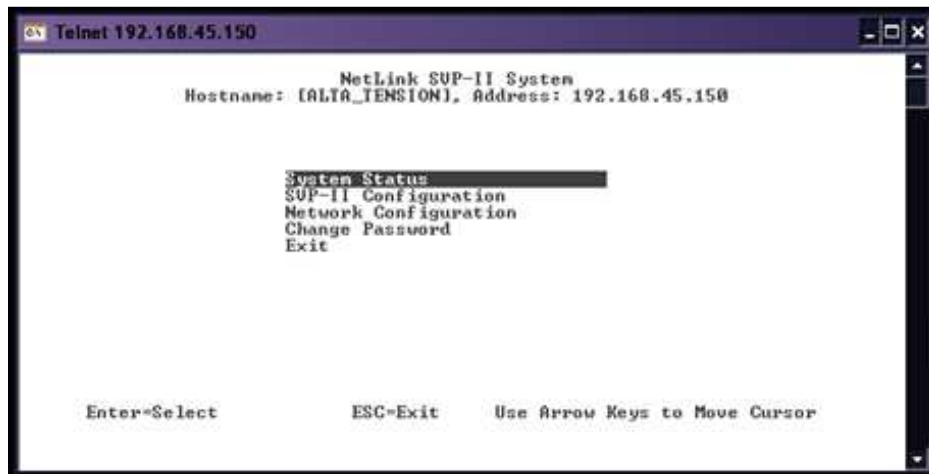 Telnet 192.168.45.150
NetLink SVP-II System
Hostname: [ALTA_TENSION], Address: 192.168.45.150
System Status
SVP-II Configuration
Network Configuration
Change Password
Exit
Enter=Select ESC=Exit Use Arrow Keys to Move Cursor